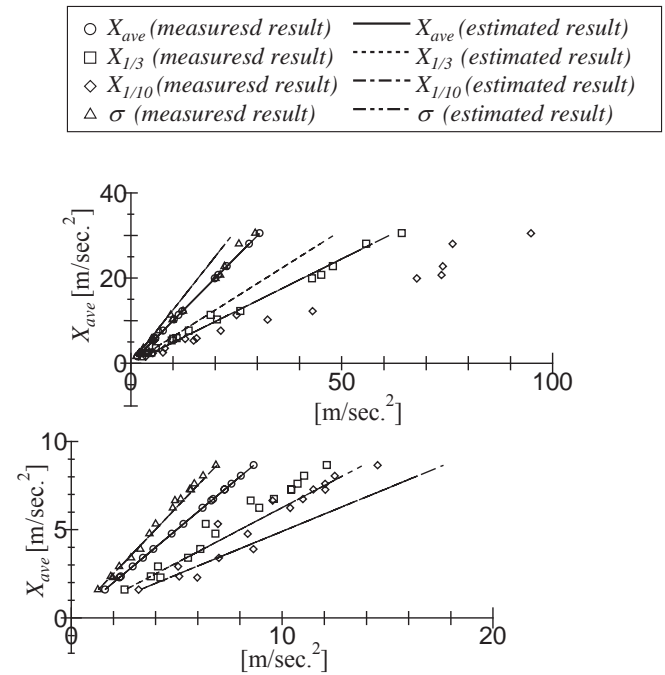 X_ave (measuresd result) X_ave (estimated result)
X_1/3 (measuresd result) X_1/3 (estimated result)
X_1/10 (measuresd result) X_1/10 (estimated result)
σ (measuresd result) σ (estimated result)
40
20
0
X_ave [m/sec.²]
0 50 100
[m/sec.²]
10
5
0
X_ave [m/sec.²]
0 10 20
[m/sec.²]